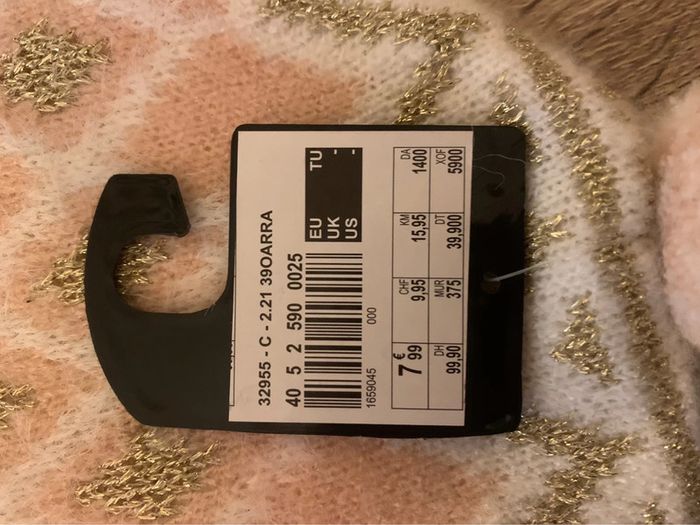 32955 - C - 2.21 39OARRA
40 5 2 590 0025
EU TU
UK -
US -
1659045 000
7€99
CHF 9,95
KM 15,95
DA 1400
DH 99,90
MUR 375
DT 39,900
XOF 5900